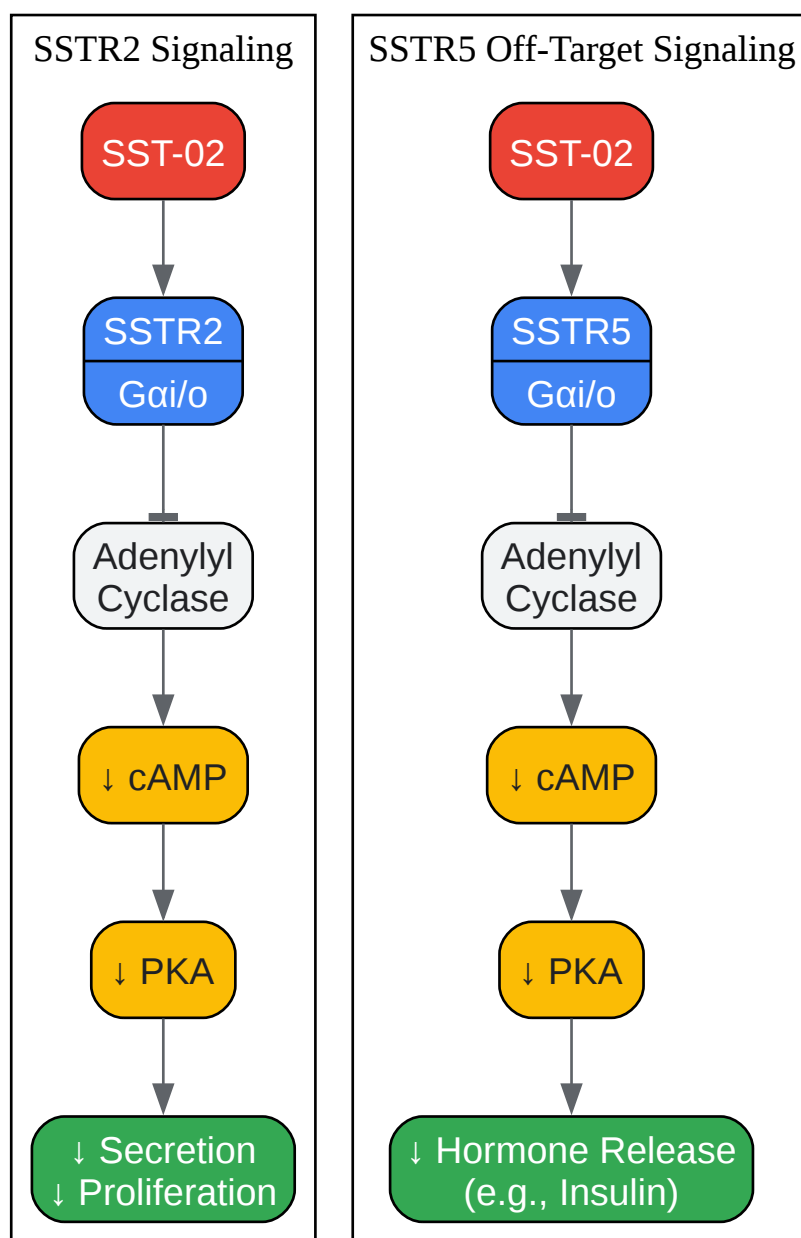 SSTR2 Signaling
SST-02
SSTR2
Gαi/o
Adenylyl
Cyclase
↓ cAMP
↓ PKA
↓ Secretion
↓ Proliferation
SSTR5 Off-Target Signaling
SST-02
SSTR5
Gαi/o
Adenylyl
Cyclase
↓ cAMP
↓ PKA
↓ Hormone Release
(e.g., Insulin)